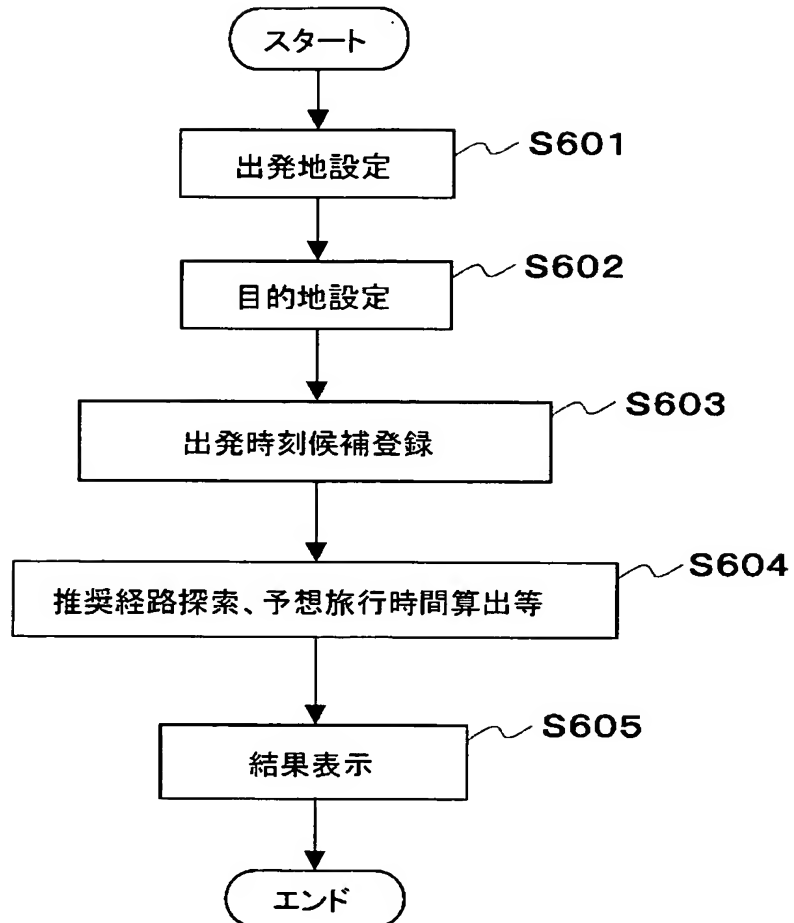 スタート
出発地設定
S601
目的地設定
S602
出発時刻候補登録
S603
推奨経路探索、予想旅行時間算出等
S604
結果表示
S605
エンド